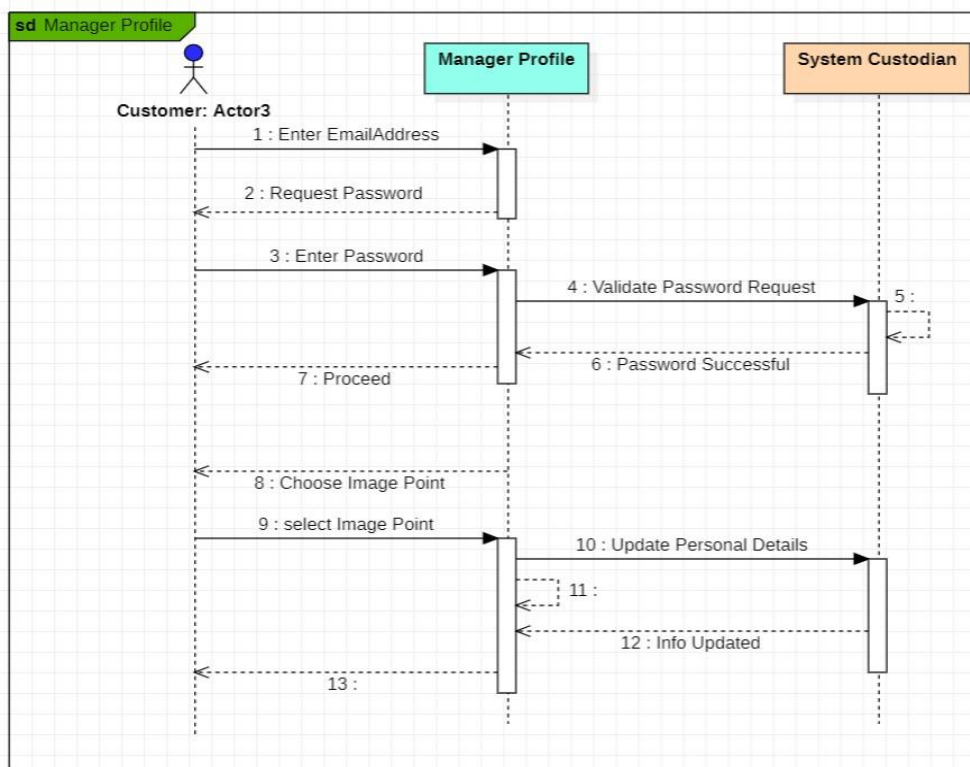 sd Manager Profile
Manager Profile
System Custodian
Customer: Actor3
1 : Enter EmailAddress
2 : Request Password
3 : Enter Password
4 : Validate Password Request
5 :
6 : Password Successful
7 : Proceed
8 : Choose Image Point
9 : select Image Point
10 : Update Personal Details
11 :
12 : Info Updated
13 :